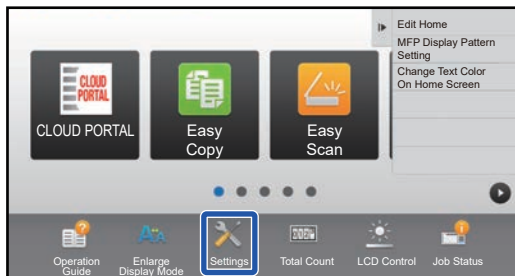 Edit Home
MFP Display Pattern
Setting
Change Text Color
On Home Screen
CLOUD
PORTAL
CLOUD PORTAL
Easy
Copy
Easy
Scan
Operation
Guide
Enlarge
Display Mode
Settings
Total Count
LCD Control
Job Status